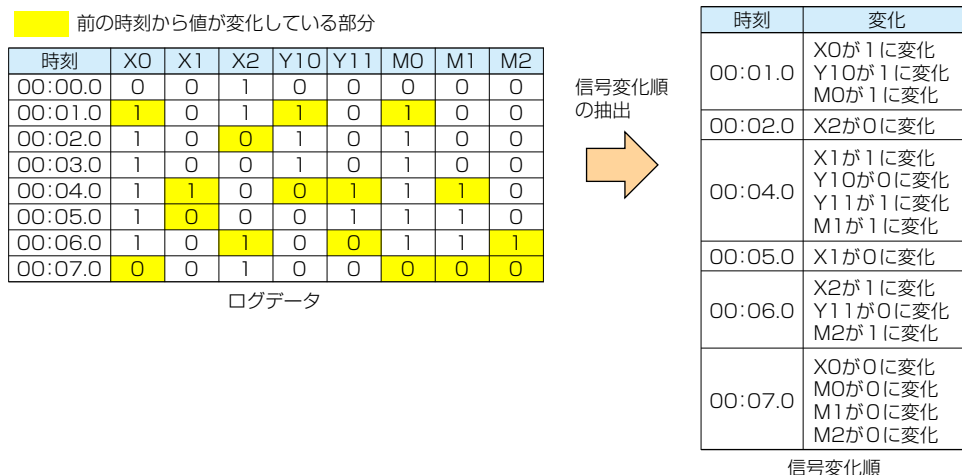 前の時刻から値が変化している部分
時刻 X0 X1 X2 Y10 Y11 M0 M1 M2
00:00.0 0 0 1 0 0 0 0 0
00:01.0 1 0 1 1 0 1 0 0
00:02.0 1 0 0 1 0 1 0 0
00:03.0 1 0 0 1 0 1 0 0
00:04.0 1 1 0 0 1 1 1 0
00:05.0 1 0 0 0 1 1 1 0
00:06.0 1 0 1 0 0 1 1 1
00:07.0 0 0 1 0 0 0 0 0
ログデータ
信号変化順
の抽出
時刻 変化
00:01.0
X0が1に変化
Y10が1に変化
M0が1に変化
00:02.0 X2が0に変化
00:04.0
X1が1に変化
Y10が0に変化
Y11が1に変化
M1が1に変化
00:05.0 X1が0に変化
00:06.0
X2が1に変化
Y11が0に変化
M2が1に変化
00:07.0
X0が0に変化
M0が0に変化
M1が0に変化
M2が0に変化
信号変化順